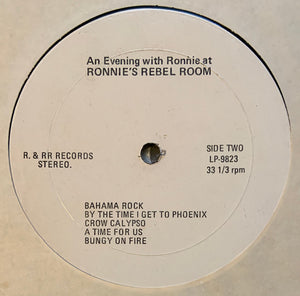 An Evening with Ronnie at
RONNIE'S REBEL ROOM
R. & RR RECORDS
STEREO.
SIDE TWO
LP-9823
33 1/3 rpm
BAHAMA ROCK
BY THE TIME I GET TO PHOENIX
CROW CALYPSO
A TIME FOR US
BUNGY ON FIRE